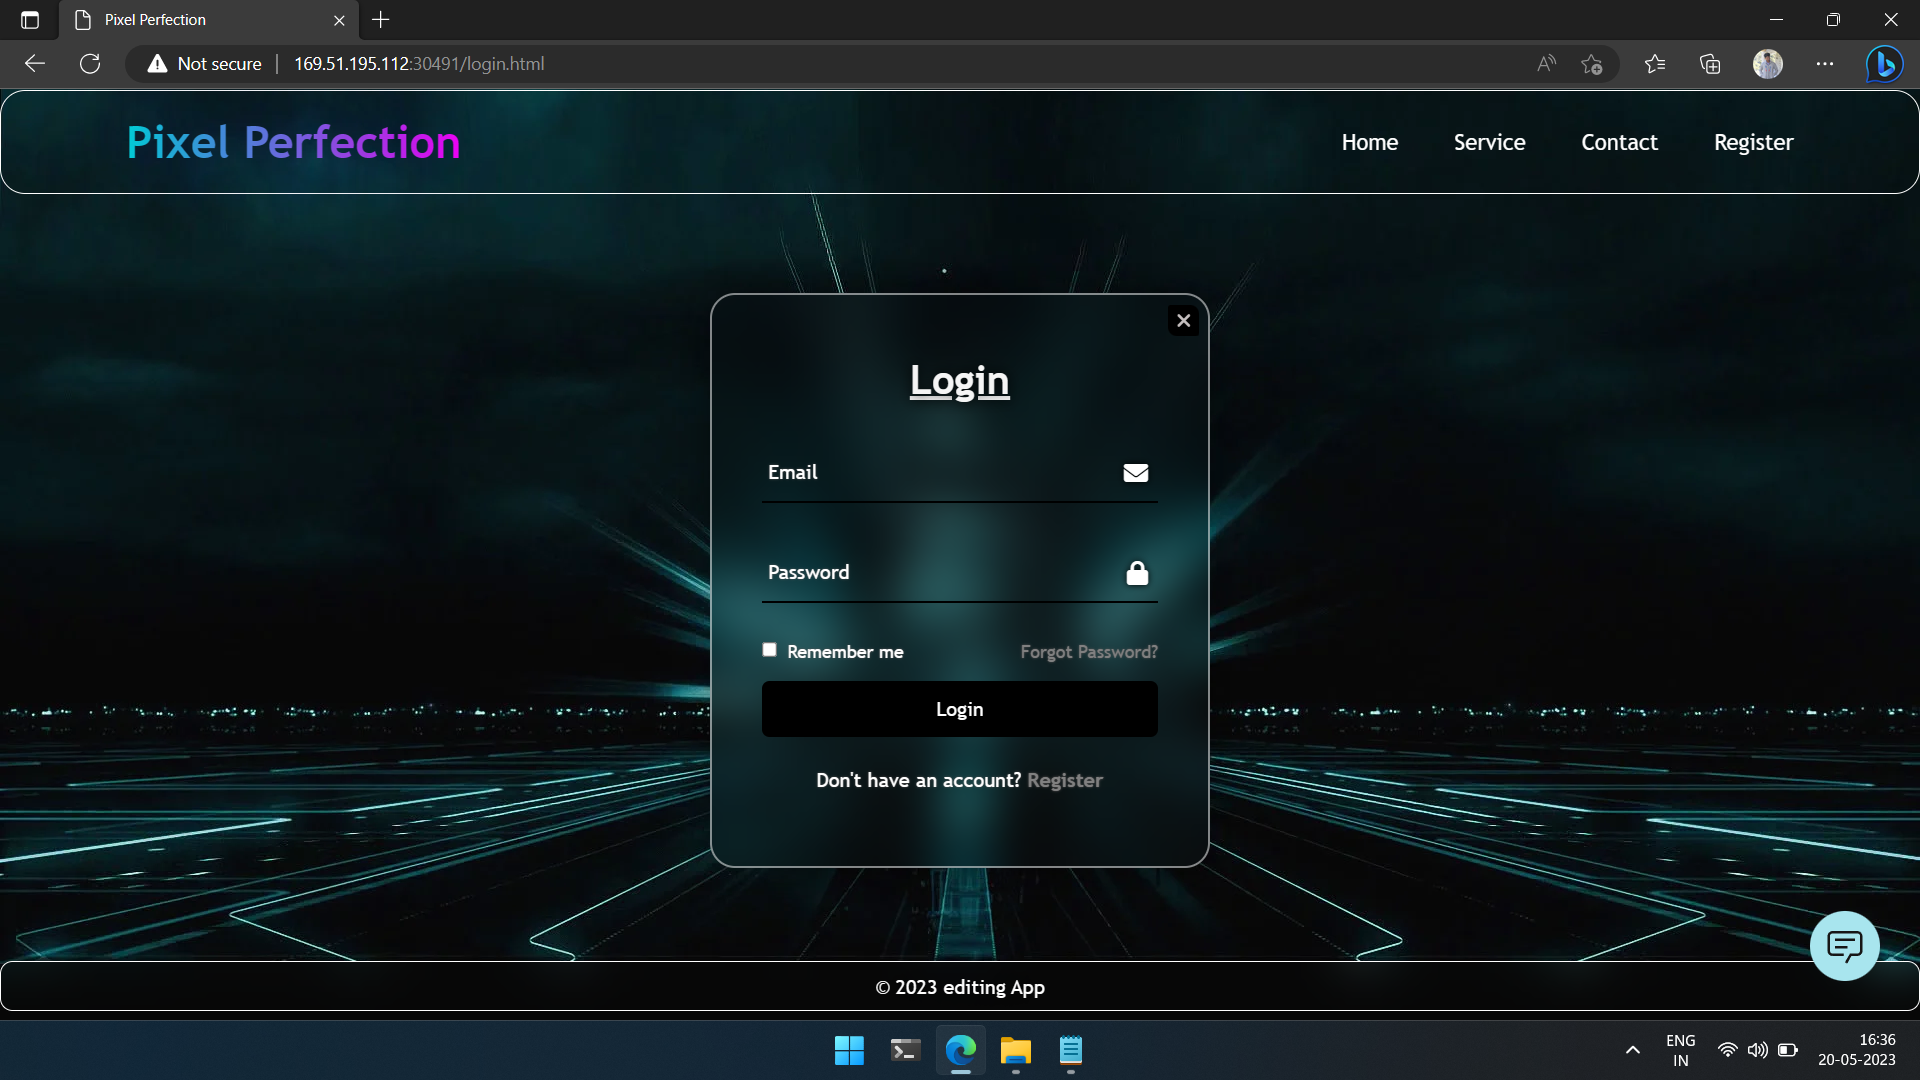 Pixel Perfection
Not secure | 169.51.195.112:30491/login.html
Pixel Perfection
Home Service Contact Register
Login
Email
Password
Remember me Forgot Password?
Login
Don't have an account? Register
© 2023 editing App
ENG
IN
16:36
20-05-2023